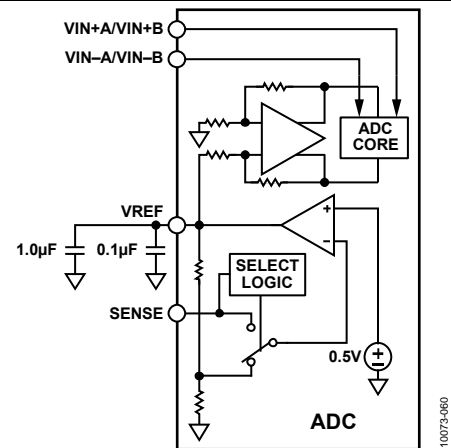 VIN+A/VIN+B
VIN–A/VIN–B
ADC
CORE
VREF
+
–
1.0µF
0.1µF
SELECT
LOGIC
SENSE
0.5V
+
–
ADC
10073-060